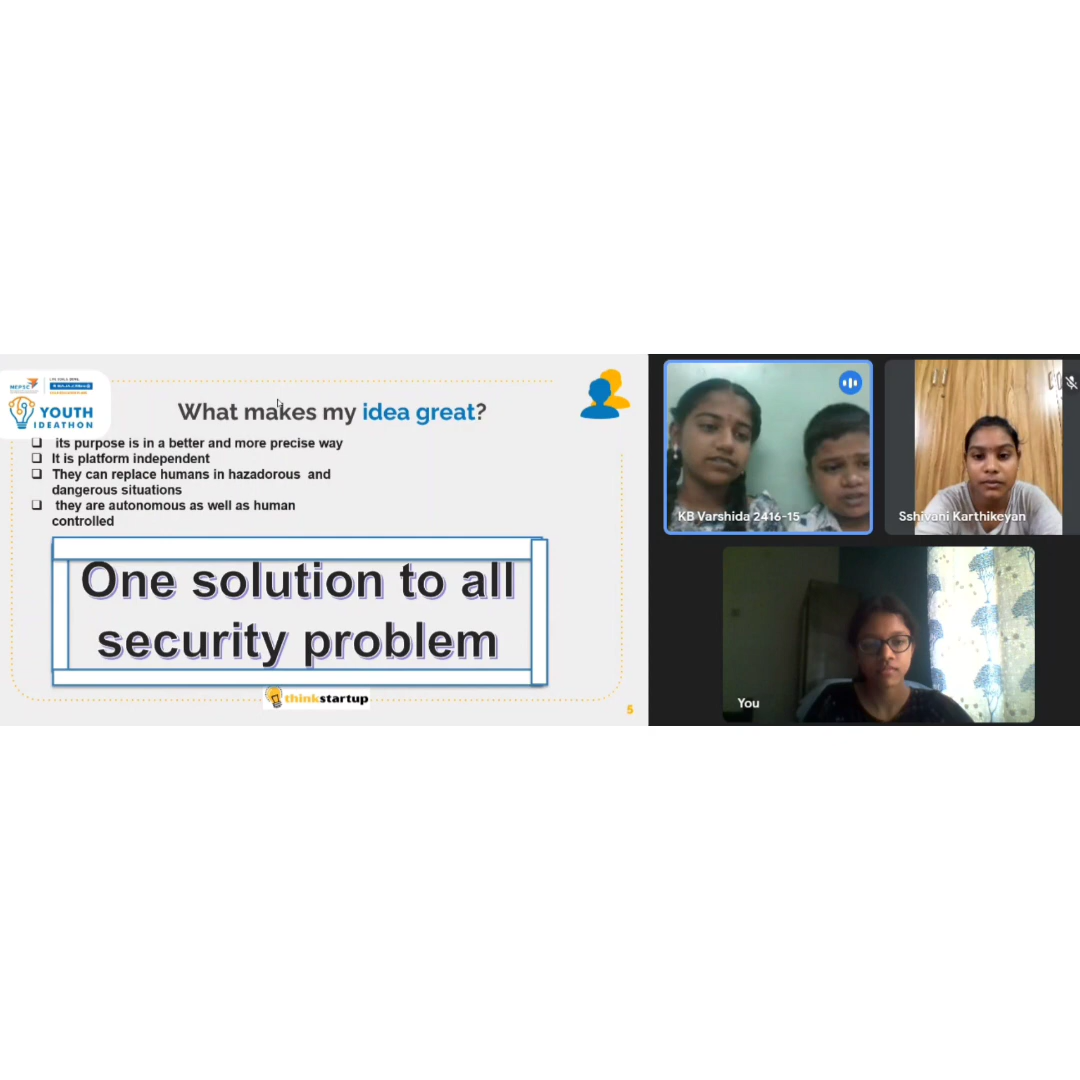 MEPSC
YOUTH
IDEATHON
What makes my idea great?
its purpose is in a better and more precise way
It is platform independent
They can replace humans in hazadorous and
dangerous situations
they are autonomous as well as human
controlled
One solution to all
security problem
thinkstartup
5
KB Varshida 2416-15
Sshivani Karthikeyan
You